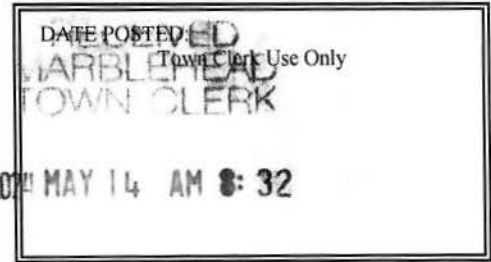 DATE POSTED:
RECEIVED
Town Clerk Use Only
MARBLEHEAD
TOWN CLERK
MAY 14 AM 8: 32